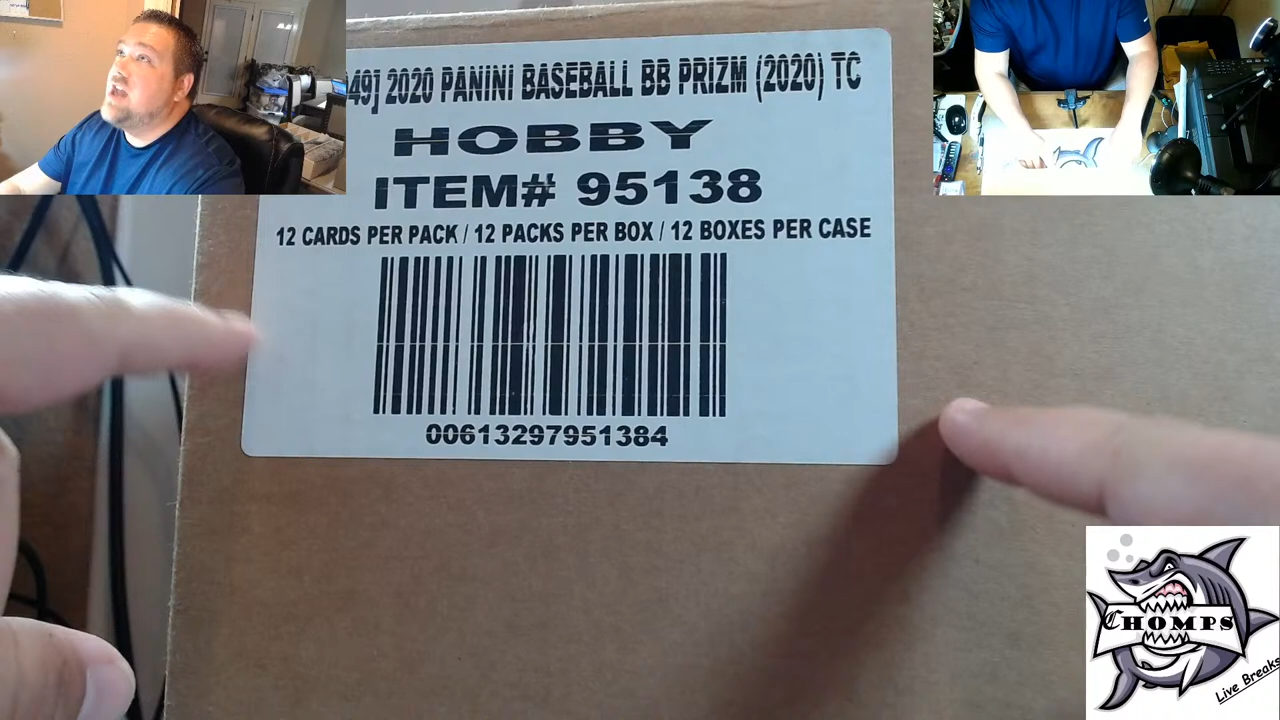 49] 2020 PANINI BASEBALL BB PRIZM (2020) TC
HOBBY
ITEM# 95138
12 CARDS PER PACK / 12 PACKS PER BOX / 12 BOXES PER CASE
00613297951384
CHOMPS
Live Breaks